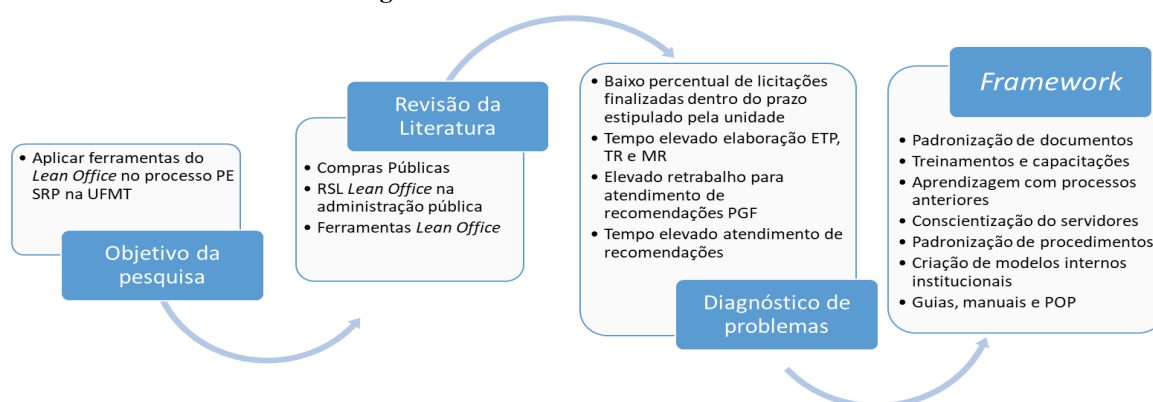 • Aplicar ferramentas do
Lean Office no processo PE
SRP na UFMT
Objetivo da
pesquisa
Revisão da
Literatura
• Compras Públicas
• RSL Lean Office na
administração pública
• Ferramentas Lean Office
• Baixo percentual de licitações
finalizadas dentro do prazo
estipulado pela unidade
• Tempo elevado elaboração ETP,
TR e MR
• Elevado retrabalho para
atendimento de
recomendações PGF
• Tempo elevado atendimento de
recomendações
Diagnóstico de
problemas
Framework
• Padronização de documentos
• Treinamentos e capacitações
• Aprendizagem com processos
anteriores
• Conscientização do servidores
• Padronização de procedimentos
• Criação de modelos internos
institucionais
• Guias, manuais e POP